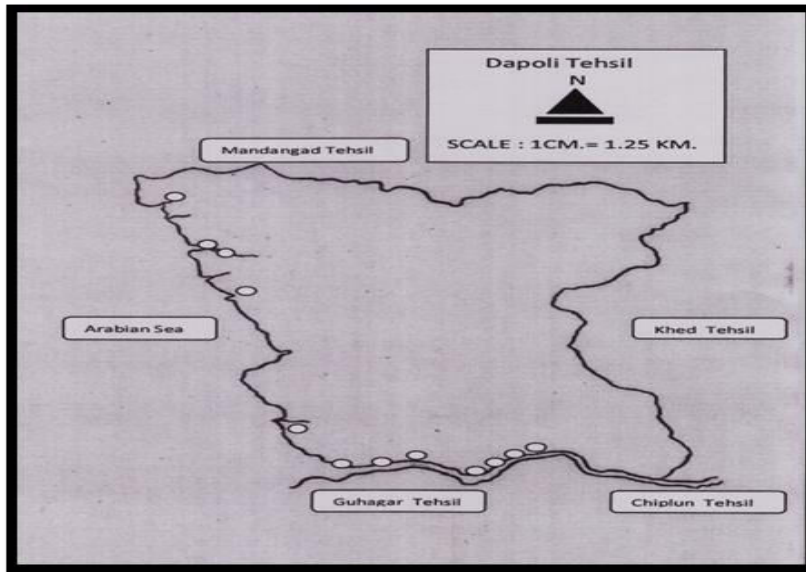 Dapoli Tehsil
N
SCALE : 1CM.= 1.25 KM.
Mandangad Tehsil
Arabian Sea
Khed Tehsil
Guhagar Tehsil
Chiplun Tehsil